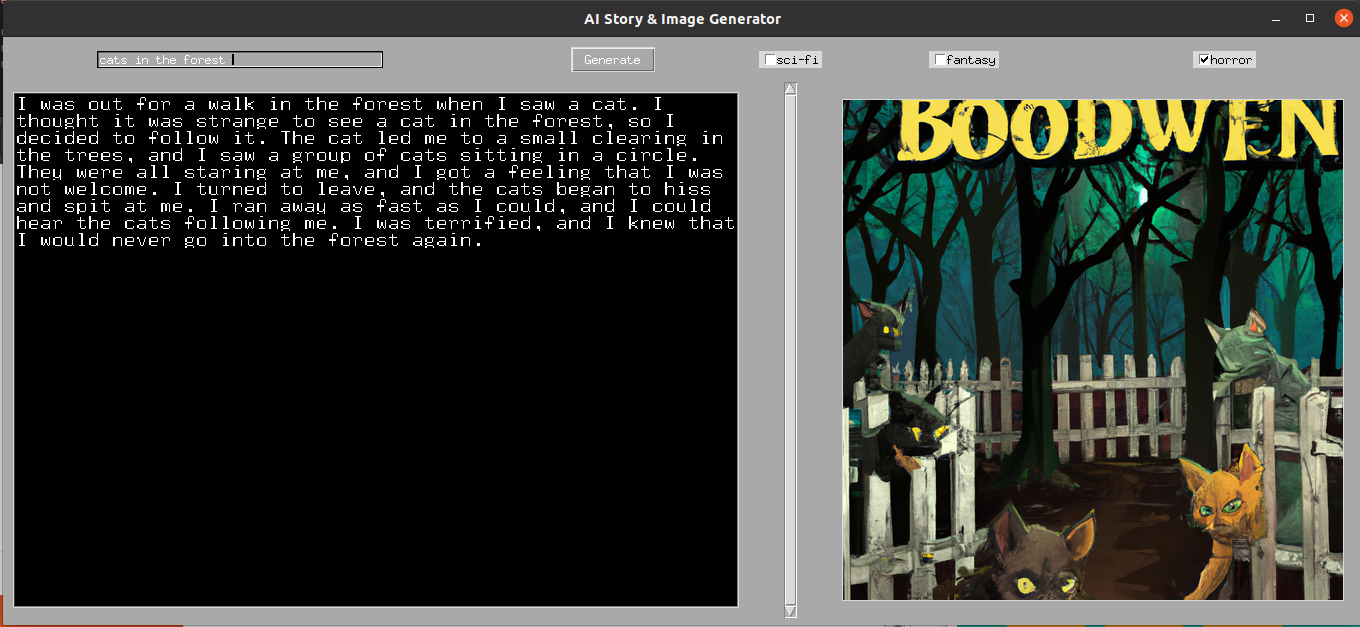 AI Story & Image Generator
cats in the forest
Generate
sci-fi
fantasy
horror
I was out for a walk in the forest when I saw a cat. I
thought it was strange to see a cat in the forest, so I
decided to follow it. The cat led me to a small clearing in
the trees, and I saw a group of cats sitting in a circle.
They were all staring at me, and I got a feeling that I was
not welcome. I turned to leave, and the cats began to hiss
and spit at me. I ran away as fast as I could, and I could
hear the cats following me. I was terrified, and I knew that
I would never go into the forest again.
BOODWEN